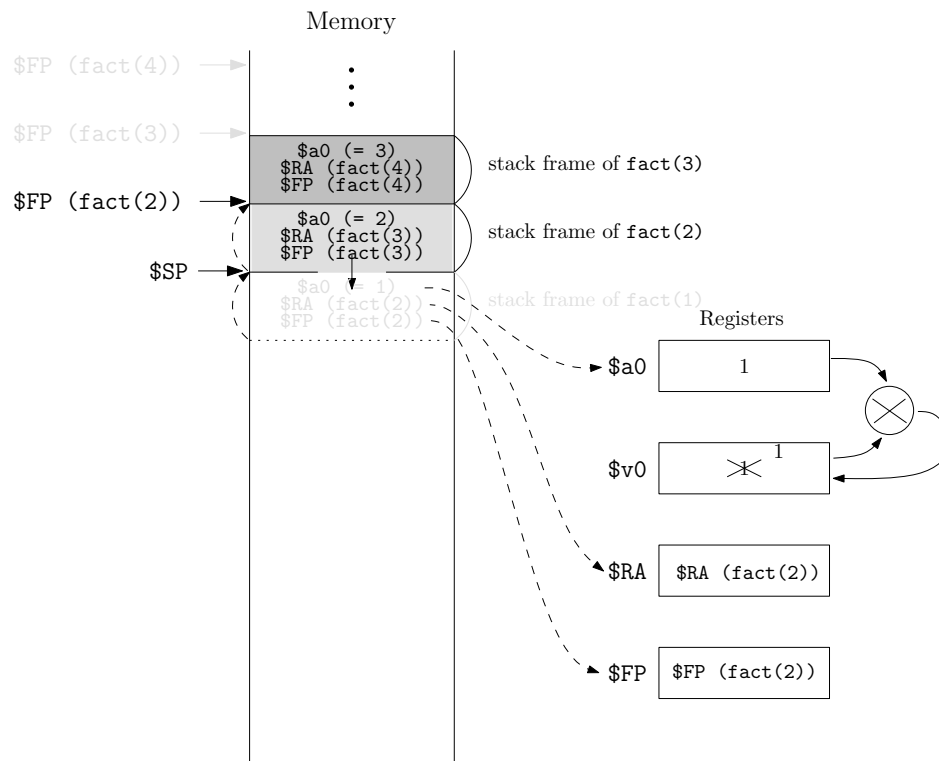 Memory
$FP (fact(4))
$FP (fact(3))
$a0 (= 3)
$RA (fact(4))
$FP (fact(4))
stack frame of fact(3)
$FP (fact(2))
$a0 (= 2)
$RA (fact(3))
$FP (fact(3))
stack frame of fact(2)
$SP
$a0 (= 1)
$RA (fact(2))
$FP (fact(2))
stack frame of fact(1)
Registers
$a0
1
$v0
1
1
$RA
$RA (fact(2))
$FP
$FP (fact(2))